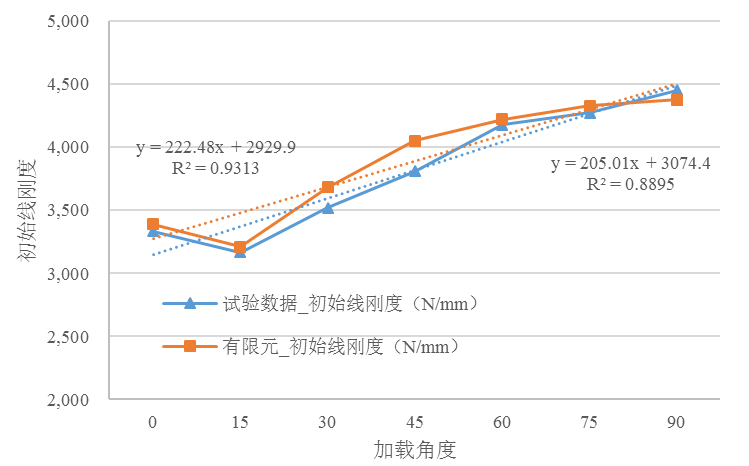 5,000
4,500
4,000
3,500
3,000
2,500
2,000
初始线刚度
y = 222.48x + 2929.9
R² = 0.9313
y = 205.01x + 3074.4
R² = 0.8895
试验数据_初始线刚度（N/mm）
有限元_初始线刚度（N/mm）
0 15 30 45 60 75 90
加载角度